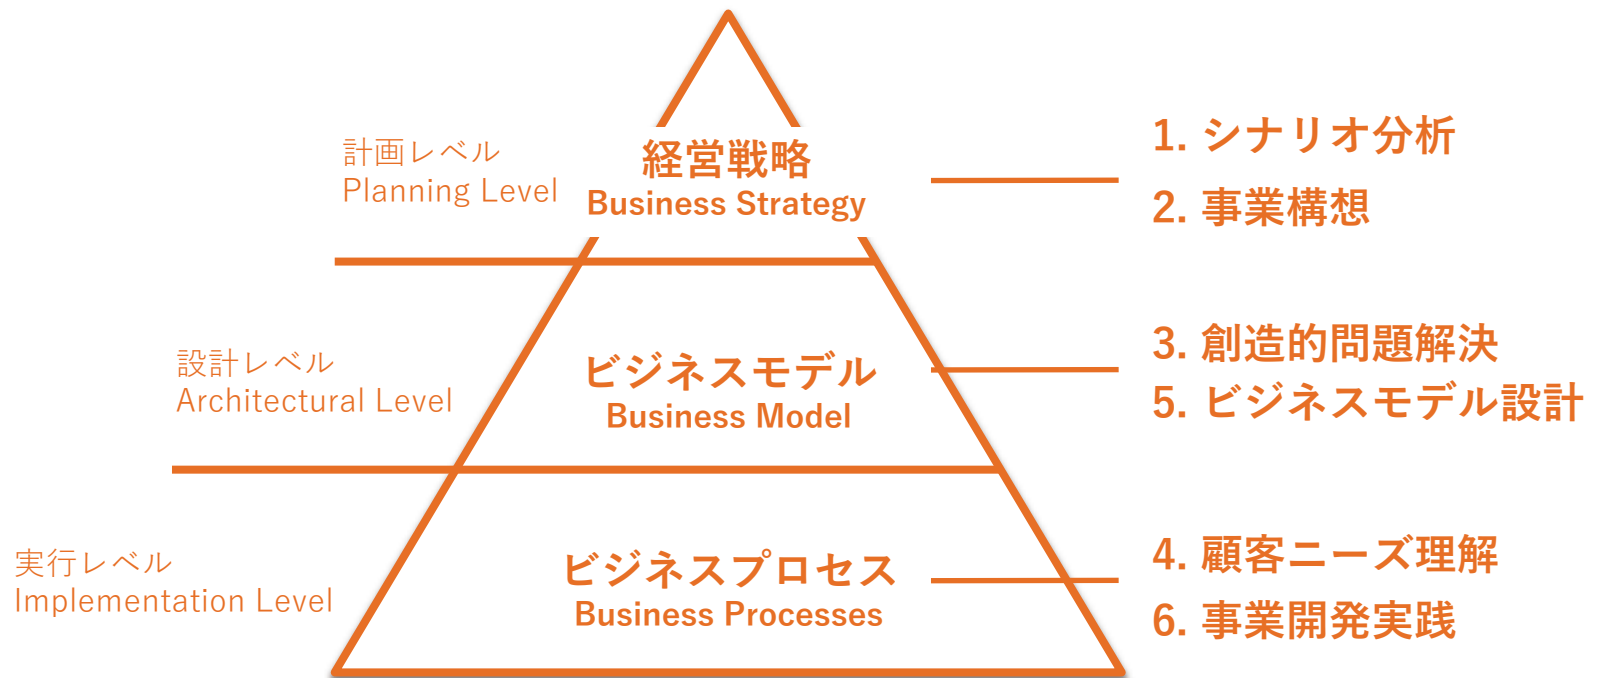 計画レベル
Planning Level
経営戦略
Business Strategy
1. シナリオ分析
2. 事業構想
設計レベル
Architectural Level
ビジネスモデル
Business Model
3. 創造的問題解決
5. ビジネスモデル設計
実行レベル
Implementation Level
ビジネスプロセス
Business Processes
4. 顧客ニーズ理解
6. 事業開発実践